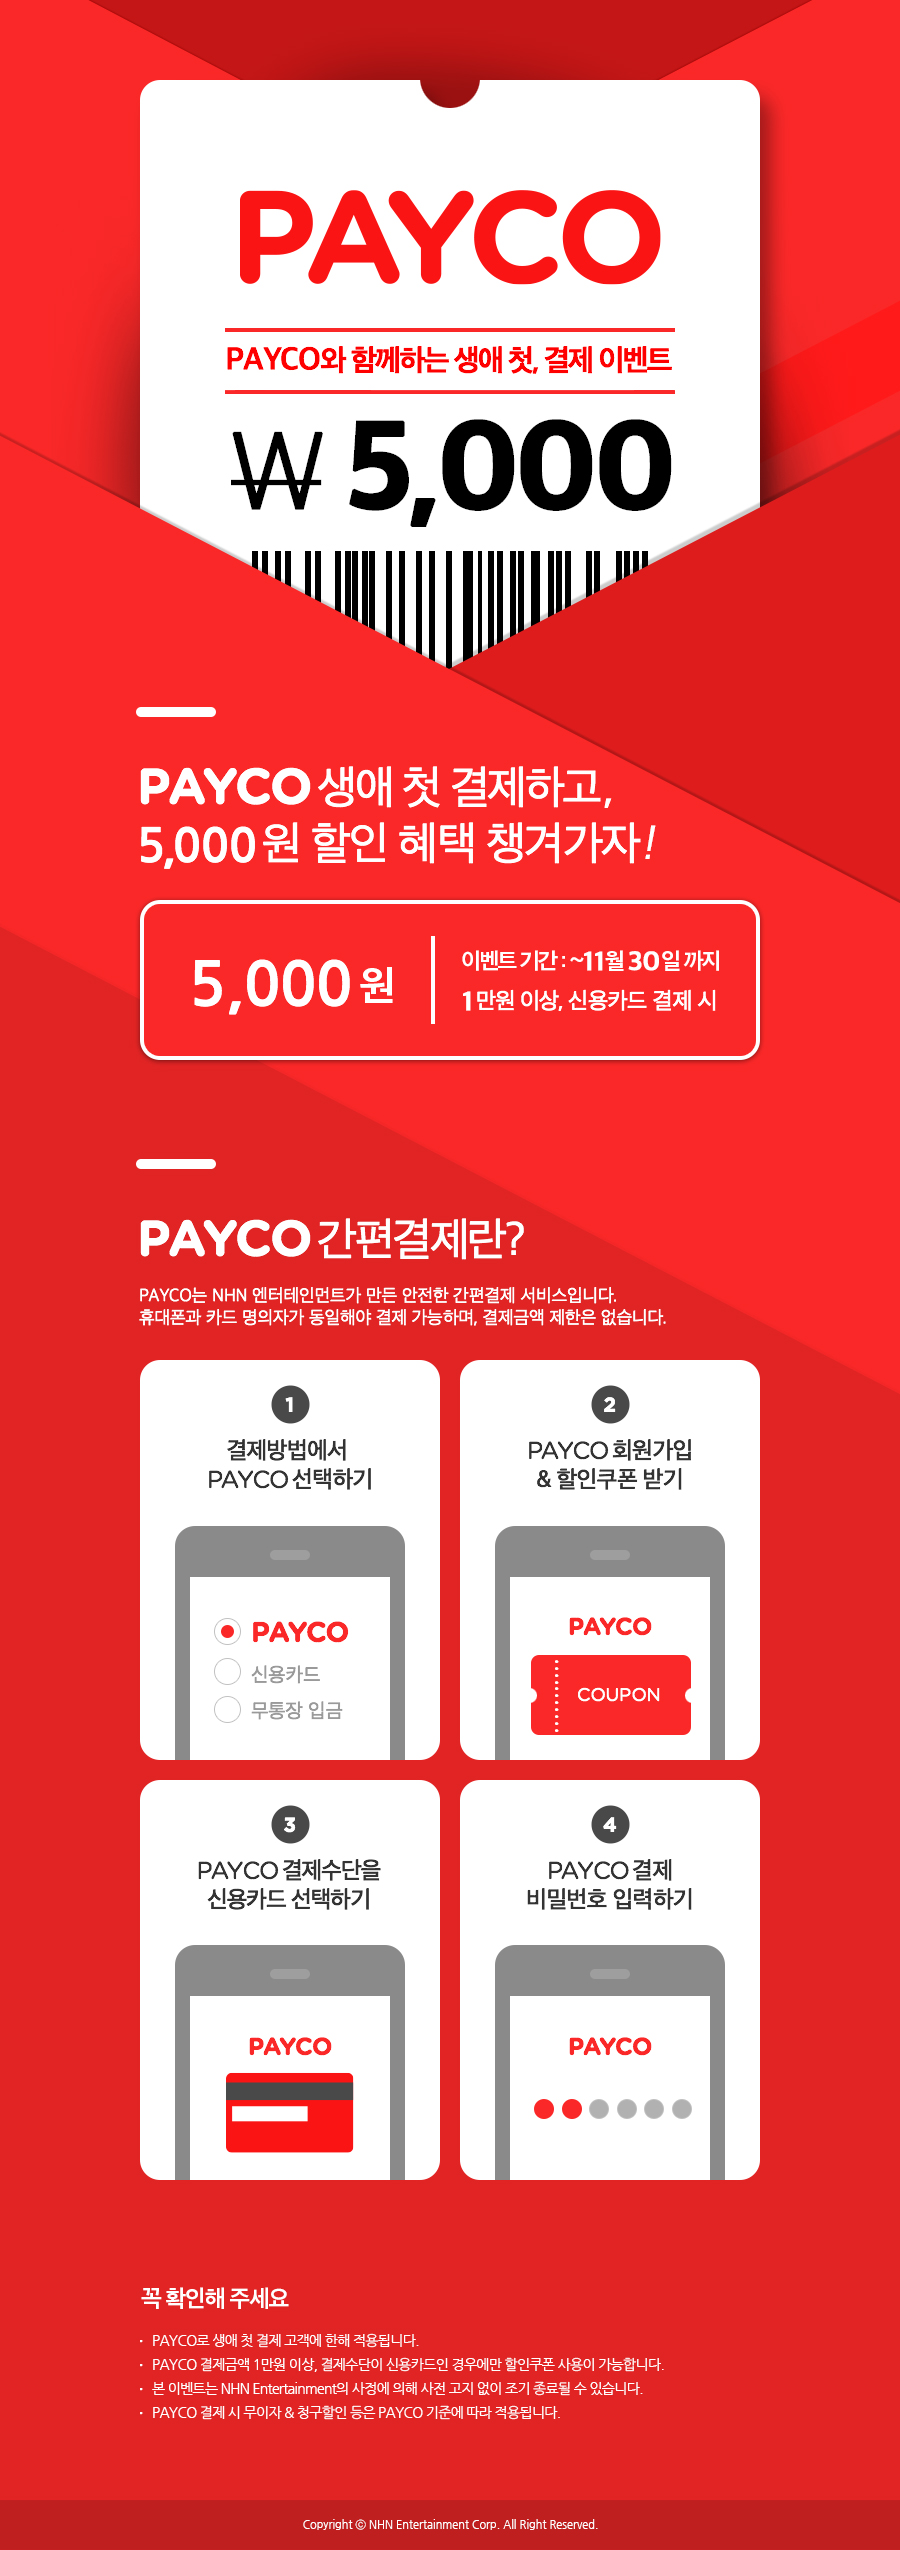 PAYCO
PAYCO와 함께하는 생애 첫, 결제 이벤트
₩5,000
PAYCO 생애 첫 결제하고,
5,000원 할인 혜택 챙겨가자!
5,000 원
이벤트 기간 : ~11월 30일 까지
1만원 이상, 신용카드 결제 시
PAYCO 간편결제란?
PAYCO는 NHN 엔터테인먼트가 만든 안전한 간편결제 서비스입니다.
휴대폰과 카드 명의자가 동일해야 결제 가능하며, 결제금액 제한은 없습니다.
1
결제방법에서
PAYCO 선택하기
PAYCO
신용카드
무통장 입금
2
PAYCO 회원가입
& 할인쿠폰 받기
PAYCO
COUPON
3
PAYCO 결제수단을
신용카드 선택하기
PAYCO
4
PAYCO 결제
비밀번호 입력하기
PAYCO
꼭 확인해 주세요
· PAYCO로 생애 첫 결제 고객에 한해 적용됩니다.
· PAYCO 결제금액 1만원 이상, 결제수단이 신용카드인 경우에만 할인쿠폰 사용이 가능합니다.
· 본 이벤트는 NHN Entertainment의 사정에 의해 사전 고지 없이 조기 종료될 수 있습니다.
· PAYCO 결제 시 무이자 & 청구할인 등은 PAYCO 기준에 따라 적용됩니다.
Copyright ⓒ NHN Entertainment Corp. All Right Reserved.